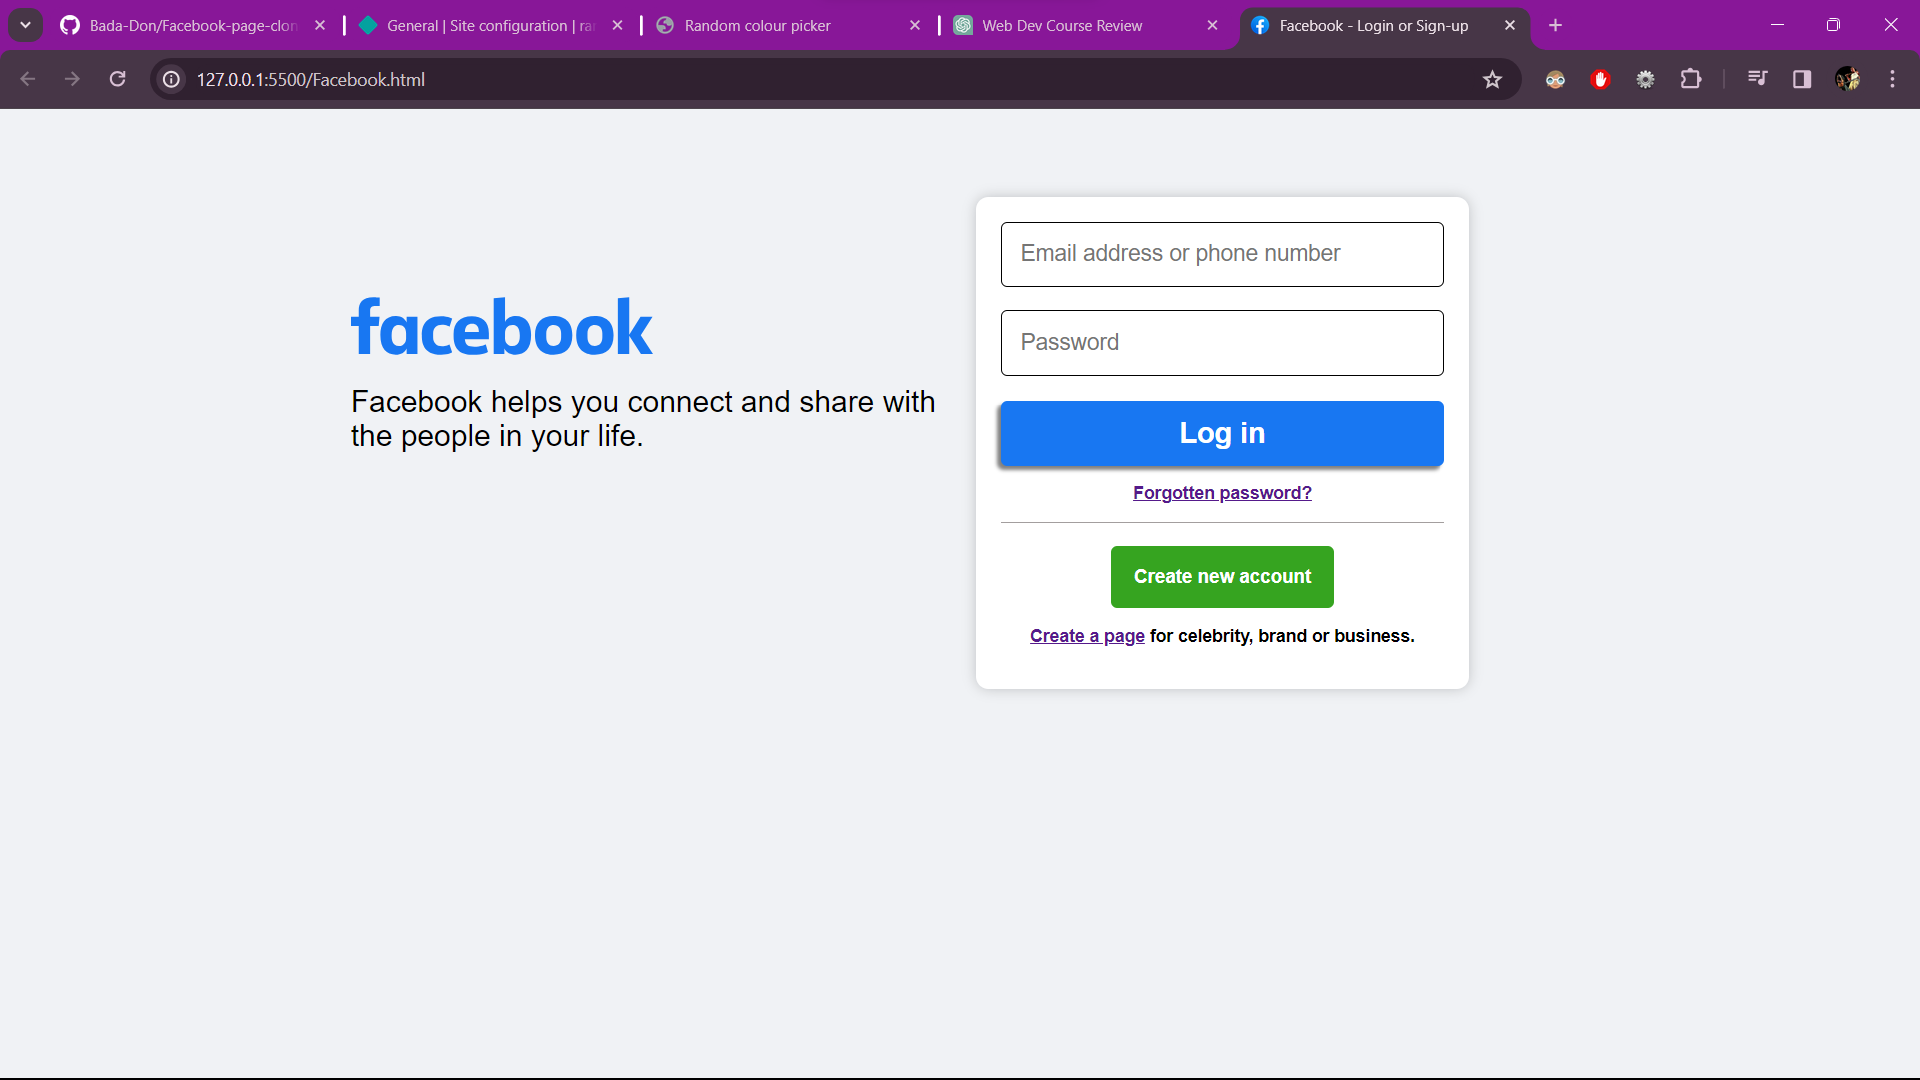 Bada-Don/Facebook-page-clon
General | Site configuration | ra
Random colour picker
Web Dev Course Review
Facebook - Login or Sign-up
127.0.0.1:5500/Facebook.html
facebook
Facebook helps you connect and share with
the people in your life.
Email address or phone number
Password
Log in
Forgotten password?
Create new account
Create a page for celebrity, brand or business.